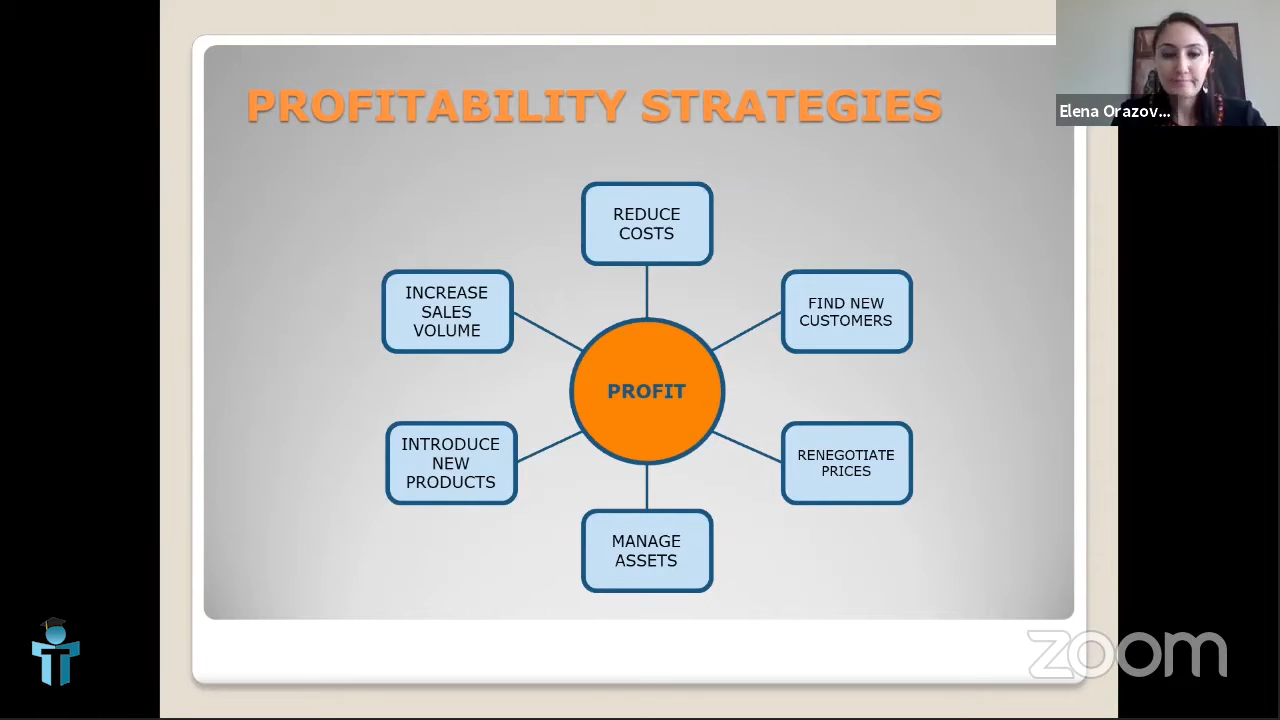 PROFITABILITY STRATEGIES
Elena Orazov...
REDUCE
COSTS
INCREASE
SALES
VOLUME
FIND NEW
CUSTOMERS
PROFIT
INTRODUCE
NEW
PRODUCTS
RENEGOTIATE
PRICES
MANAGE
ASSETS
zoom